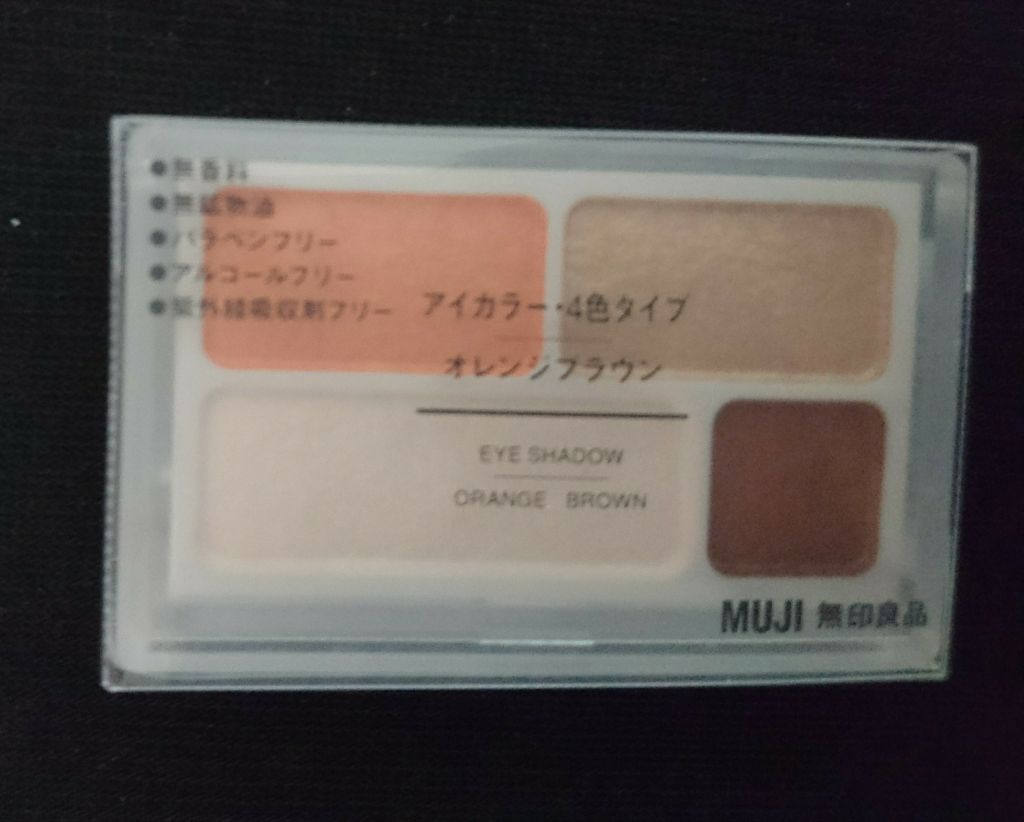 ●無香料
●無鉱物油
●パラベンフリー
●アルコールフリー
●紫外線吸収剤フリー
アイカラー・4色タイプ
オレンジブラウン
EYE SHADOW
ORANGE BROWN
MUJI 無印良品